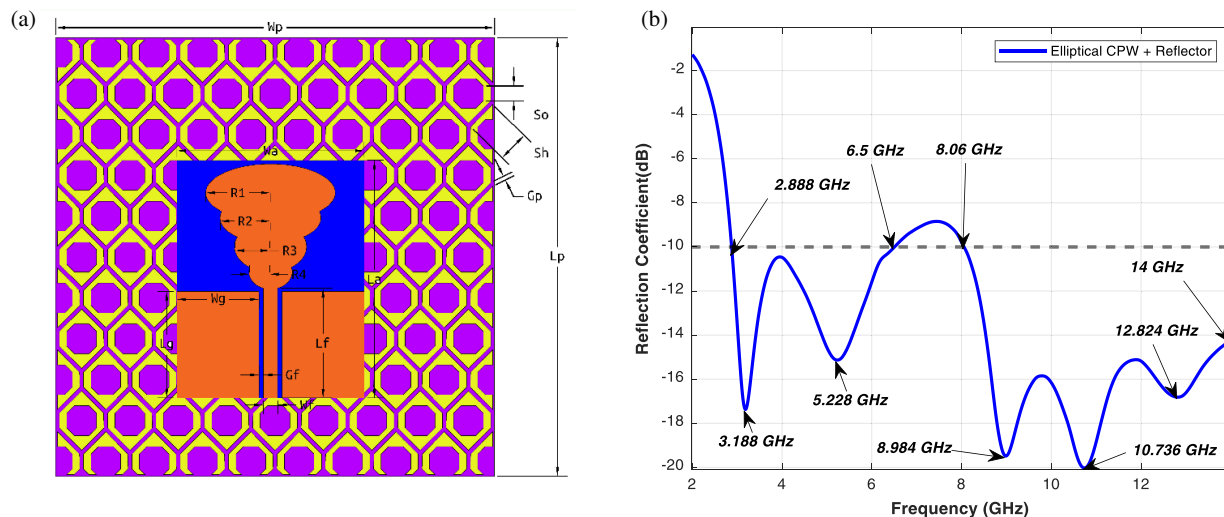 (a)
Wp
So
Sh
Gp
Lp
Wa
R1
R2
R3
R4
La
Wg
Lg
Lf
Gf
Wf
(b)
Elliptical CPW + Reflector
Reflection Coefficient(dB)
-2
-4
-6
-8
-10
-12
-14
-16
-18
-20
2.888 GHz
6.5 GHz
8.06 GHz
14 GHz
12.824 GHz
5.228 GHz
3.188 GHz
8.984 GHz
10.736 GHz
2
4
6
8
10
12
Frequency (GHz)